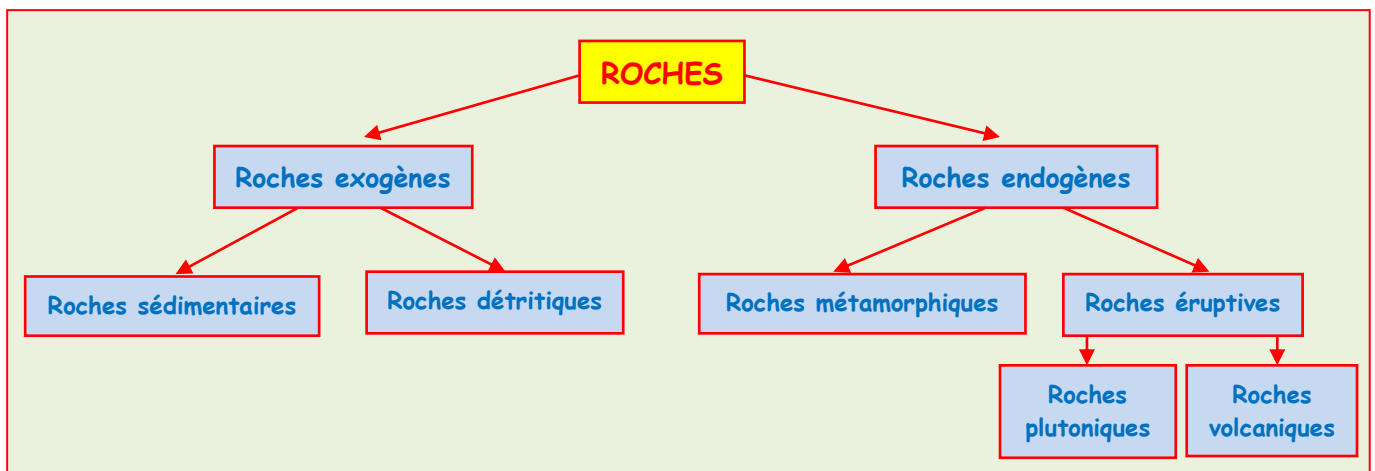 ROCHES
Roches exogènes
Roches endogènes
Roches sédimentaires
Roches détritiques
Roches métamorphiques
Roches éruptives
Roches
plutoniques
Roches
volcaniques